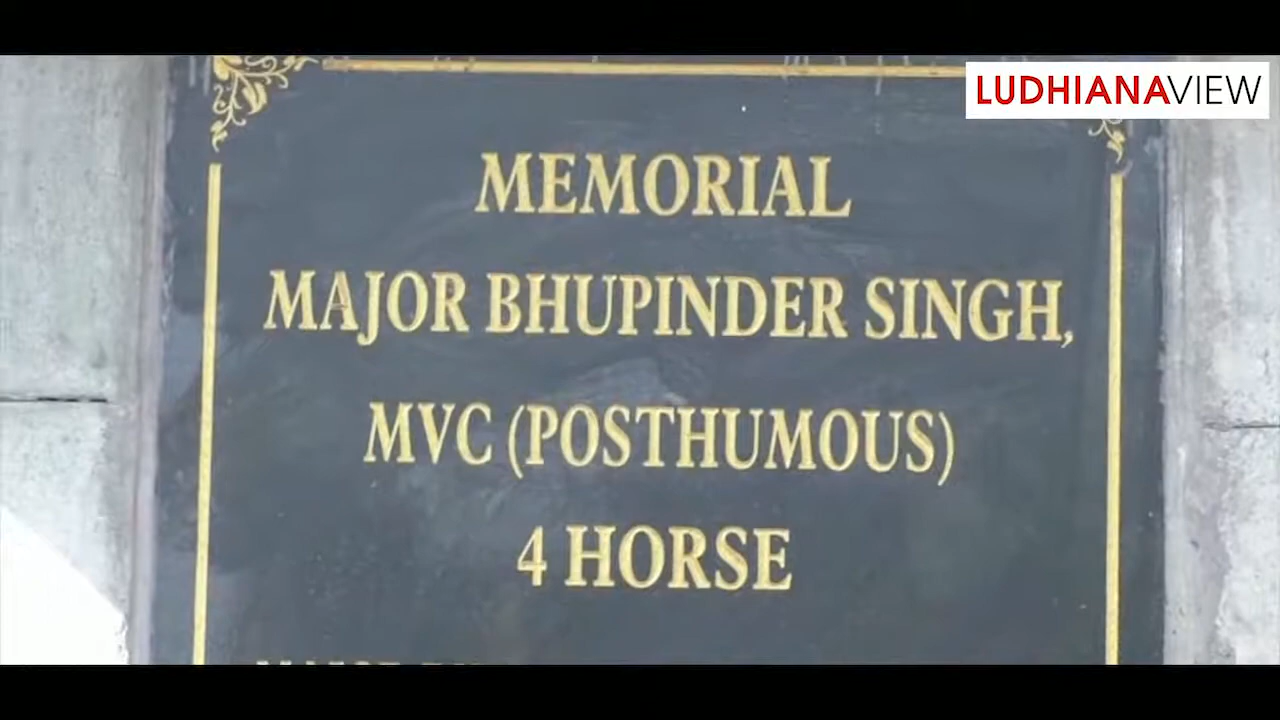 LUDHIANAVIEW
MEMORIAL
MAJOR BHUPINDER SINGH,
MVC (POSTHUMOUS)
4 HORSE